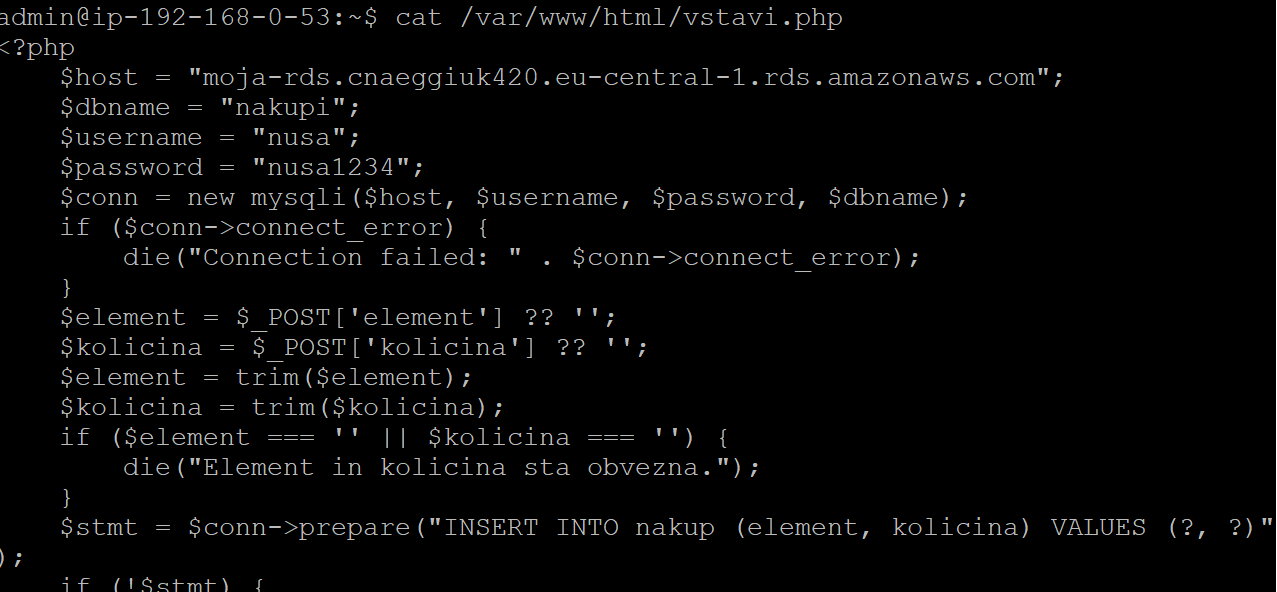 admin@ip-192-168-0-53:~$ cat /var/www/html/vstavi.php
<?php
    $host = "moja-rds.cnaeggiuk420.eu-central-1.rds.amazonaws.com";
    $dbname = "nakupi";
    $username = "nusa";
    $password = "nusa1234";
    $conn = new mysqli($host, $username, $password, $dbname);
    if ($conn->connect_error) {
        die("Connection failed: " . $conn->connect_error);
    }
    $element = $_POST['element'] ?? '';
    $kolicina = $_POST['kolicina'] ?? '';
    $element = trim($element);
    $kolicina = trim($kolicina);
    if ($element === '' || $kolicina === '') {
        die("Element in kolicina sta obvezna.");
    }
    $stmt = $conn->prepare("INSERT INTO nakup (element, kolicina) VALUES (?, ?)"
);
    if (!$stmt) {